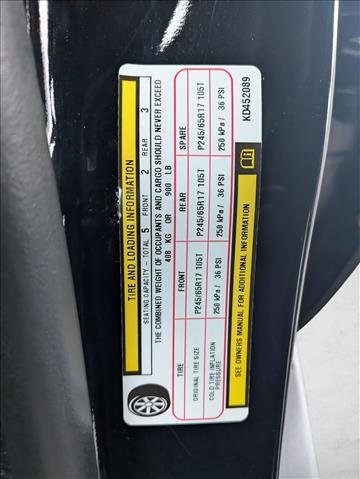 TIRE AND LOADING INFORMATION
SEATING CAPACITY - TOTAL 5 FRONT 2 REAR 3
THE COMBINED WEIGHT OF OCCUPANTS AND CARGO SHOULD NEVER EXCEED
408 KG OR 900 LB
TIRE FRONT REAR SPARE
ORIGINAL TIRE SIZE P245/65R17 105T P245/65R17 105T P245/65R17 105T
COLD TIRE INFLATION PRESSURE 250 kPa / 36 PSI 250 kPa / 36 PSI 250 kPa / 36 PSI
SEE OWNERS MANUAL FOR ADDITIONAL INFORMATION
KD452089